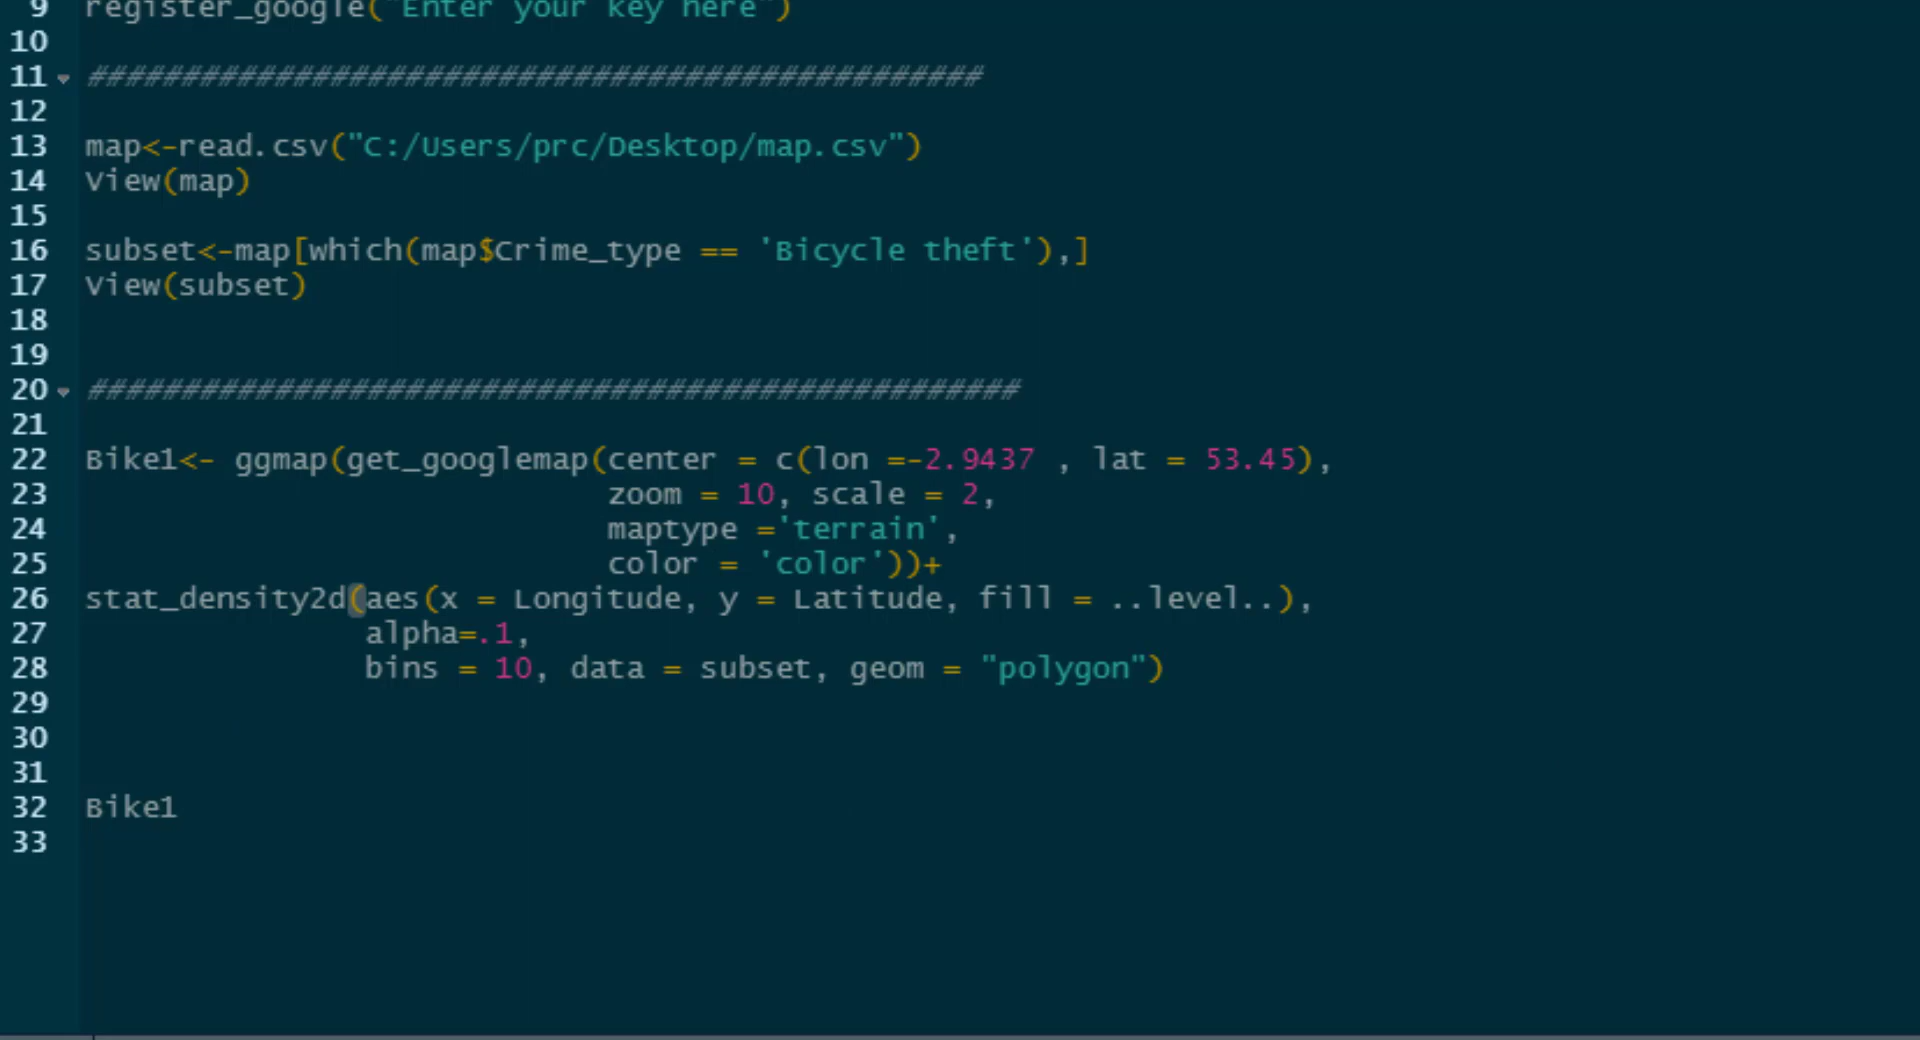 9 register_google("Enter your key here")
10
11 ################################################
12
13 map<-read.csv("C:/Users/prc/Desktop/map.csv")
14 View(map)
15
16 subset<-map[which(map$Crime_type == 'Bicycle theft'),]
17 View(subset)
18
19
20 ##################################################
21
22 Bike1<- ggmap(get_googlemap(center = c(lon =-2.9437 , lat = 53.45),
23 zoom = 10, scale = 2,
24 maptype ='terrain',
25 color = 'color'))+
26 stat_density2d(aes(x = Longitude, y = Latitude, fill = ..level..),
27 alpha=.1,
28 bins = 10, data = subset, geom = "polygon")
29
30
31
32 Bike1
33